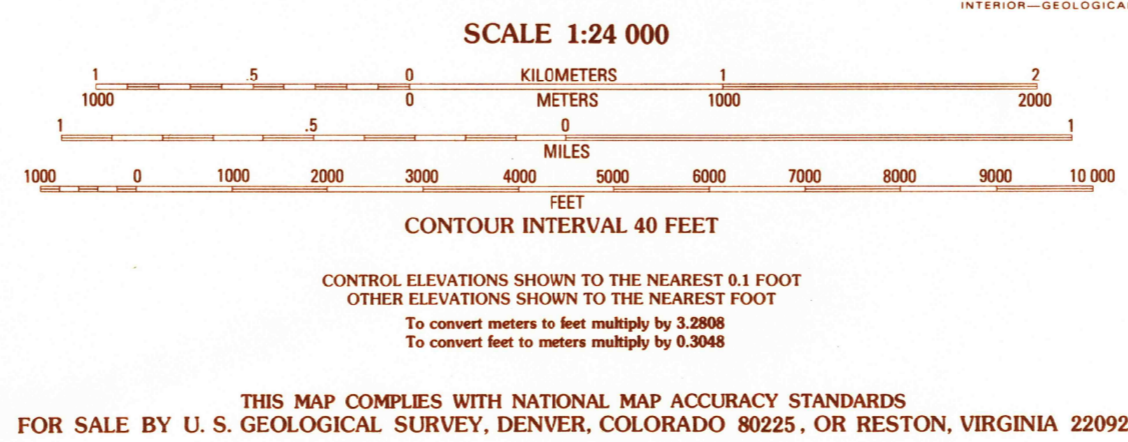 INTERIOR—GEOLOGICAL
SCALE 1:24 000
1 .5 0 KILOMETERS 1 2
1000 0 METERS 1000 2000
1 .5 0 1
MILES
1000 0 1000 2000 3000 4000 5000 6000 7000 8000 9000 10 000
FEET
CONTOUR INTERVAL 40 FEET
CONTROL ELEVATIONS SHOWN TO THE NEAREST 0.1 FOOT
OTHER ELEVATIONS SHOWN TO THE NEAREST FOOT
To convert meters to feet multiply by 3.2808
To convert feet to meters multiply by 0.3048
THIS MAP COMPLIES WITH NATIONAL MAP ACCURACY STANDARDS
FOR SALE BY U. S. GEOLOGICAL SURVEY, DENVER, COLORADO 80225, OR RESTON, VIRGINIA 22092